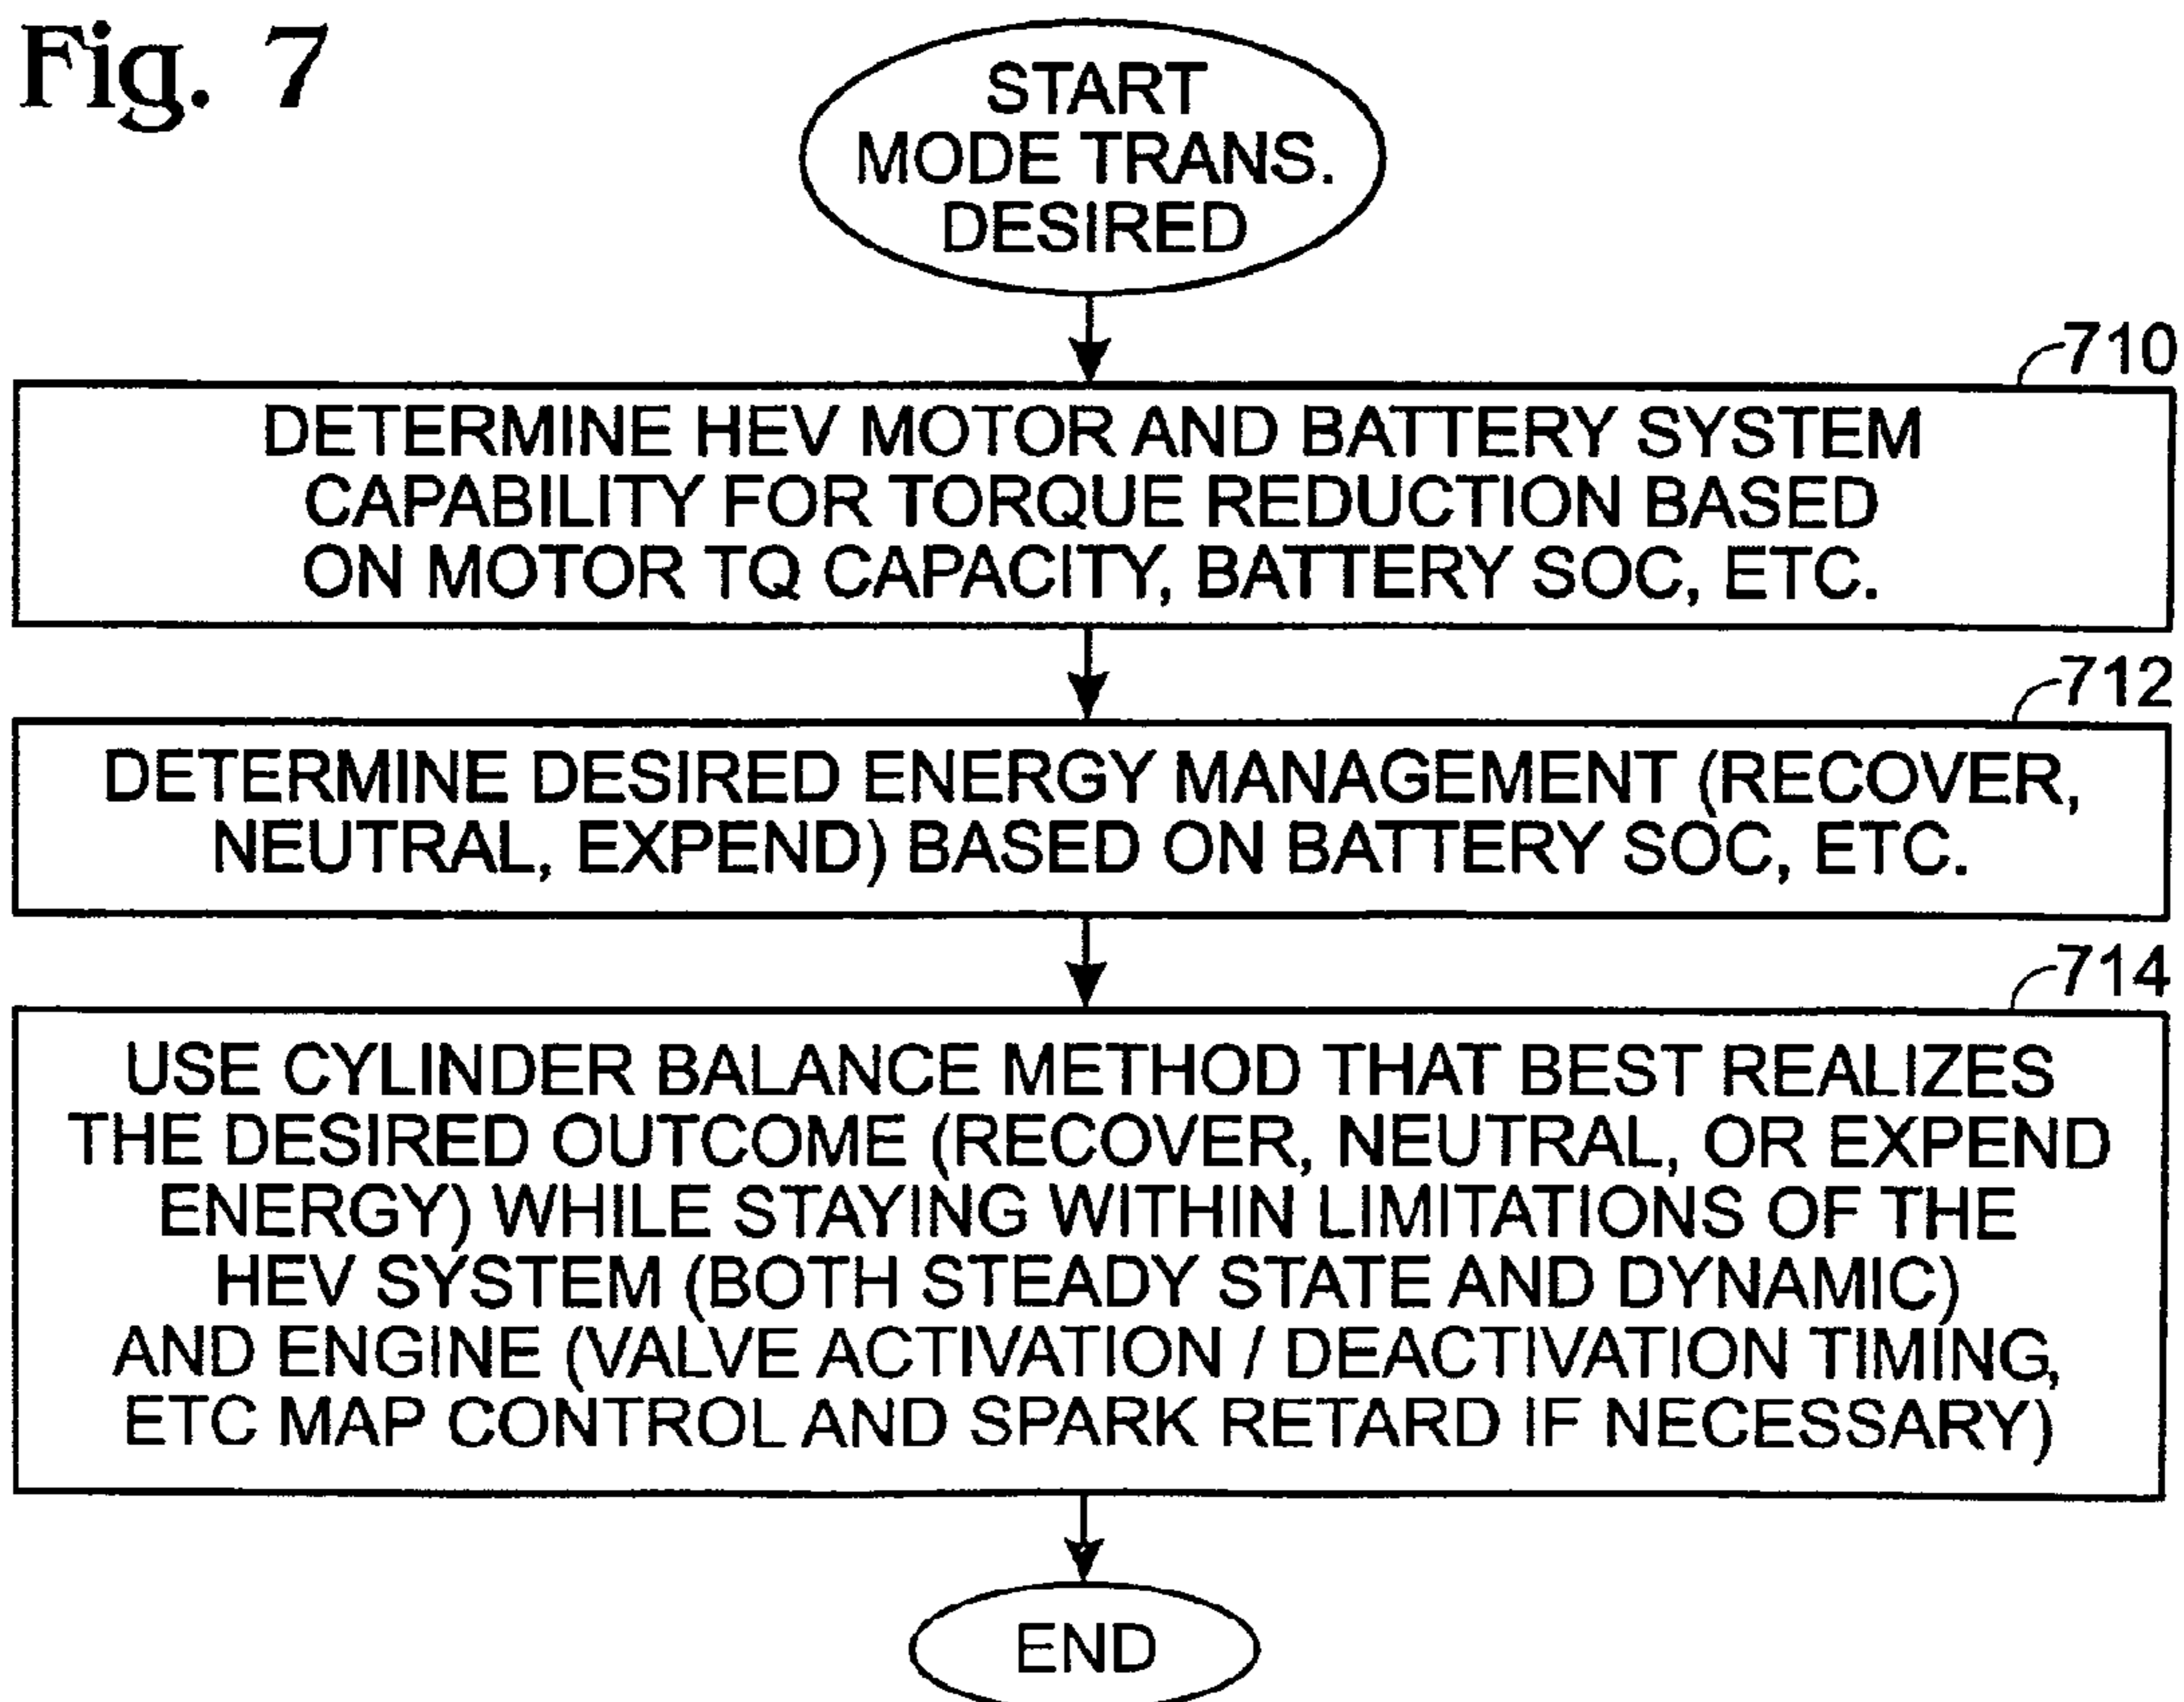 Fig. 7
START
MODE TRANS.
DESIRED
710
DETERMINE HEV MOTOR AND BATTERY SYSTEM
CAPABILITY FOR TORQUE REDUCTION BASED
ON MOTOR TQ CAPACITY, BATTERY SOC, ETC.
712
DETERMINE DESIRED ENERGY MANAGEMENT (RECOVER,
NEUTRAL, EXPEND) BASED ON BATTERY SOC, ETC.
714
USE CYLINDER BALANCE METHOD THAT BEST REALIZES
THE DESIRED OUTCOME (RECOVER, NEUTRAL, OR EXPEND
ENERGY) WHILE STAYING WITHIN LIMITATIONS OF THE
HEV SYSTEM (BOTH STEADY STATE AND DYNAMIC)
AND ENGINE (VALVE ACTIVATION / DEACTIVATION TIMING,
ETC MAP CONTROL AND SPARK RETARD IF NECESSARY)
END